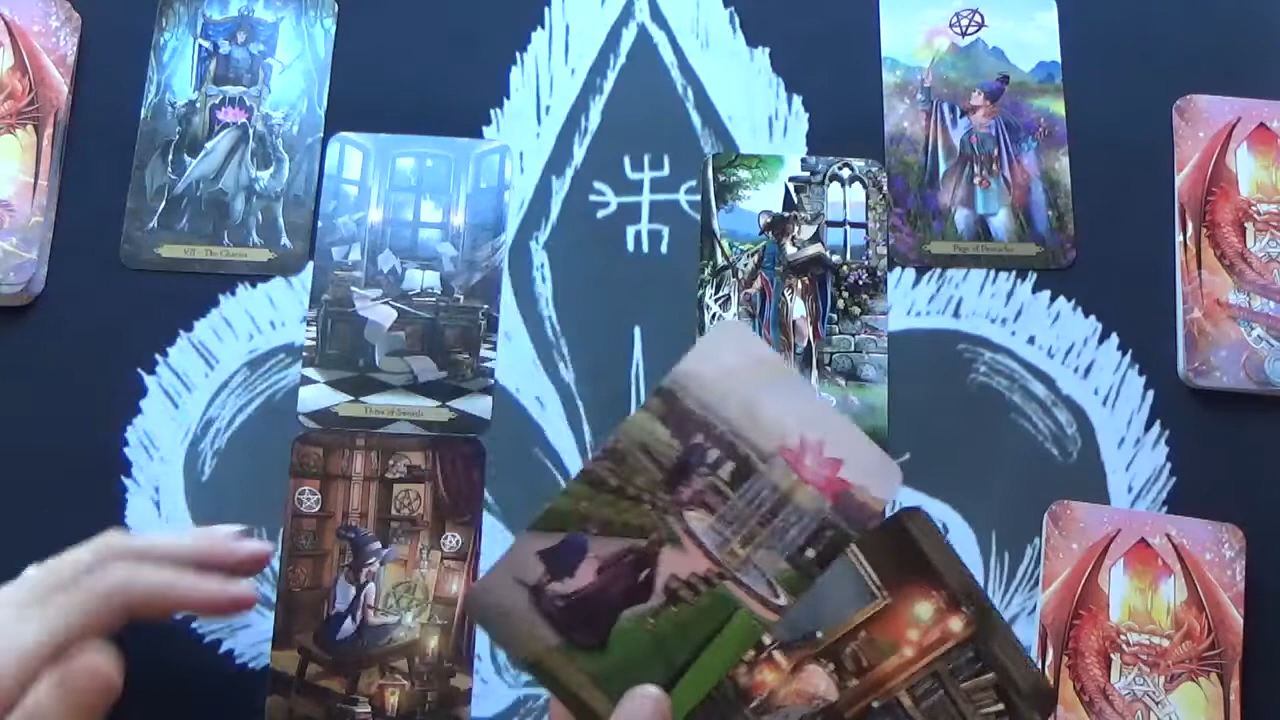 VII - The Chariot
Page of Pentacles
Three of Swords